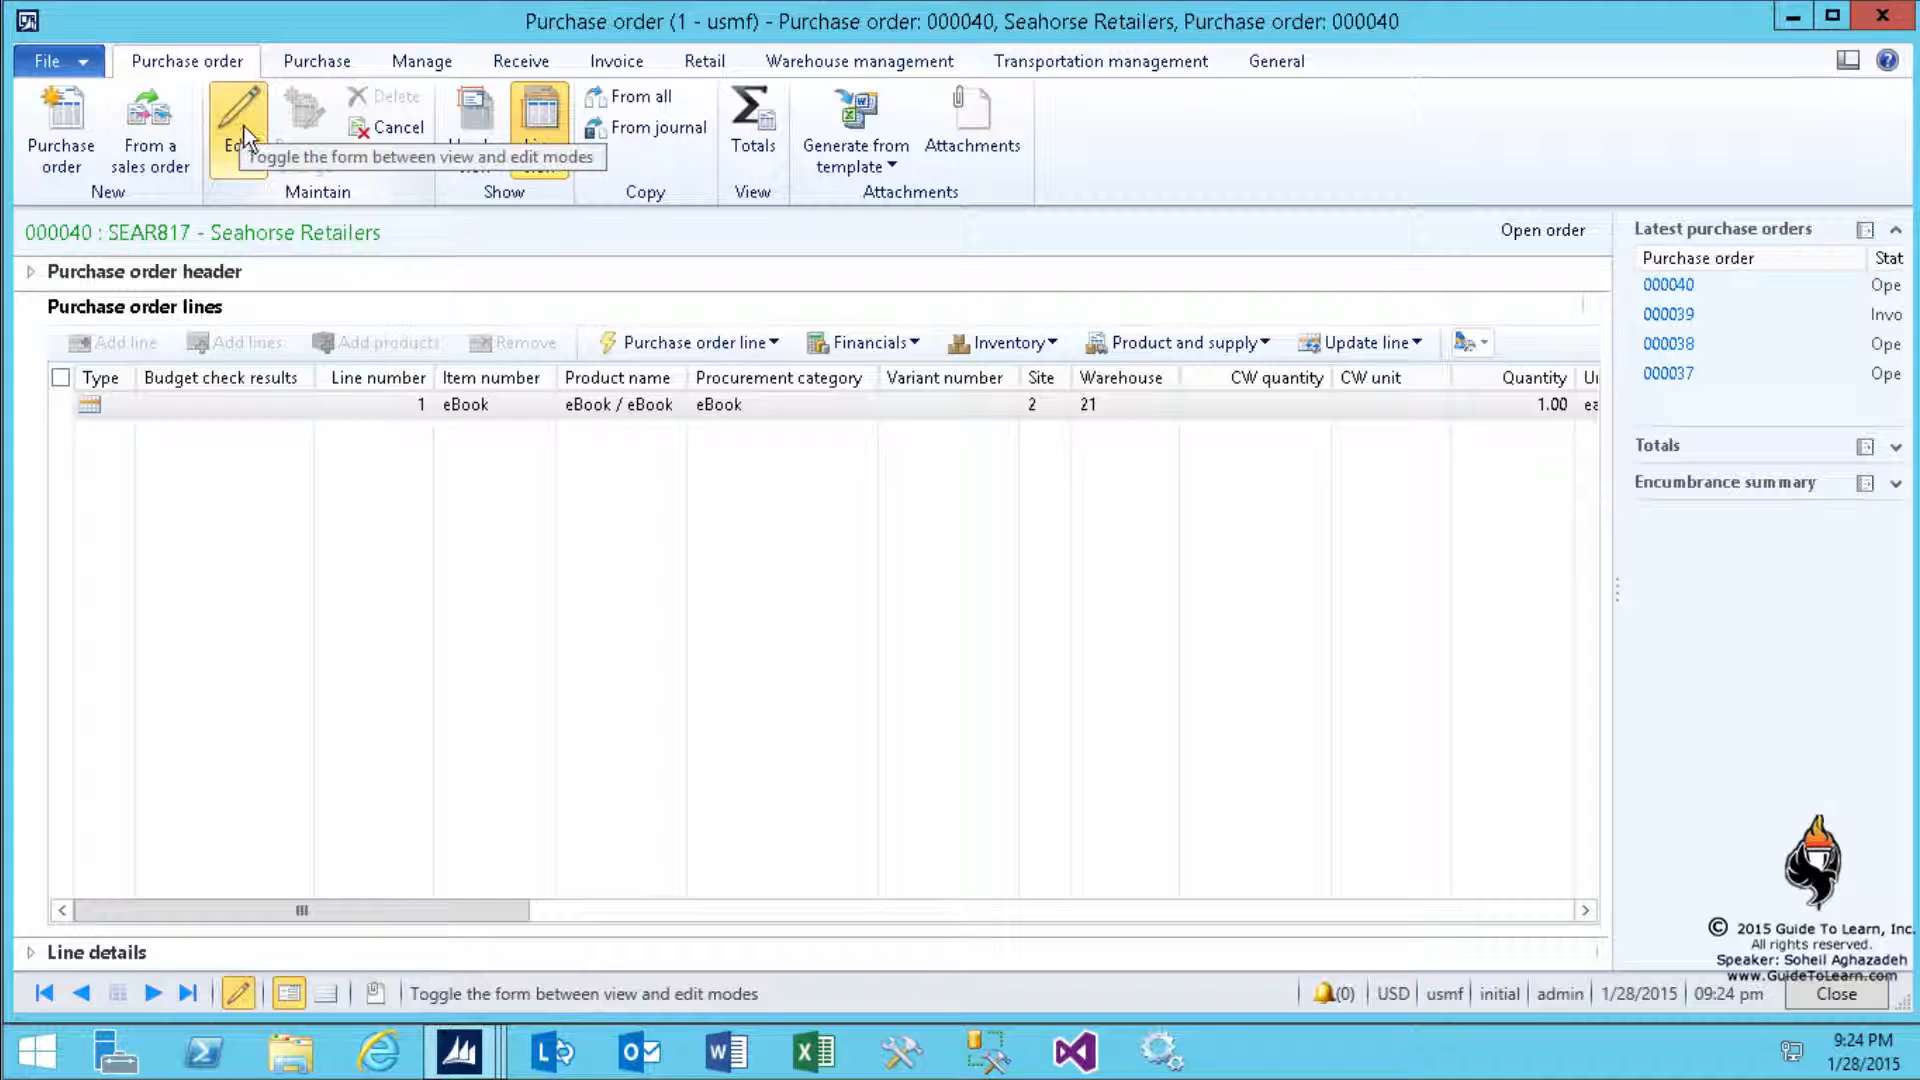 Purchase order (1 - usmf) - Purchase order: 000040, Seahorse Retailers, Purchase order: 000040
File Purchase order Purchase Manage Receive Invoice Retail Warehouse management Transportation management General
Purchase order
From a sales order
New
Delete
Cancel
Toggle the form between view and edit modes
Maintain
Show
From all
From journal
Copy
Totals
View
Generate from template
Attachments
Attachments
000040 : SEAR817 - Seahorse Retailers
Open order
Purchase order header
Purchase order lines
Add line Add lines Add products Remove Purchase order line Financials Inventory Product and supply Update line
Type Budget check results Line number Item number Product name Procurement category Variant number Site Warehouse CW quantity CW unit Quantity
1 eBook eBook / eBook eBook 2 21 1.00 ea
Line details
Latest purchase orders
Purchase order Stat
000040 Ope
000039 Invo
000038 Ope
000037 Ope
Totals
Encumbrance summary
© 2015 Guide To Learn, Inc.
All rights reserved.
Speaker: Soheil Aghazadeh
www.GuideToLearn.com
Toggle the form between view and edit modes
(0) USD usmf initial admin 1/28/2015 09:24 pm Close
9:24 PM
1/28/2015